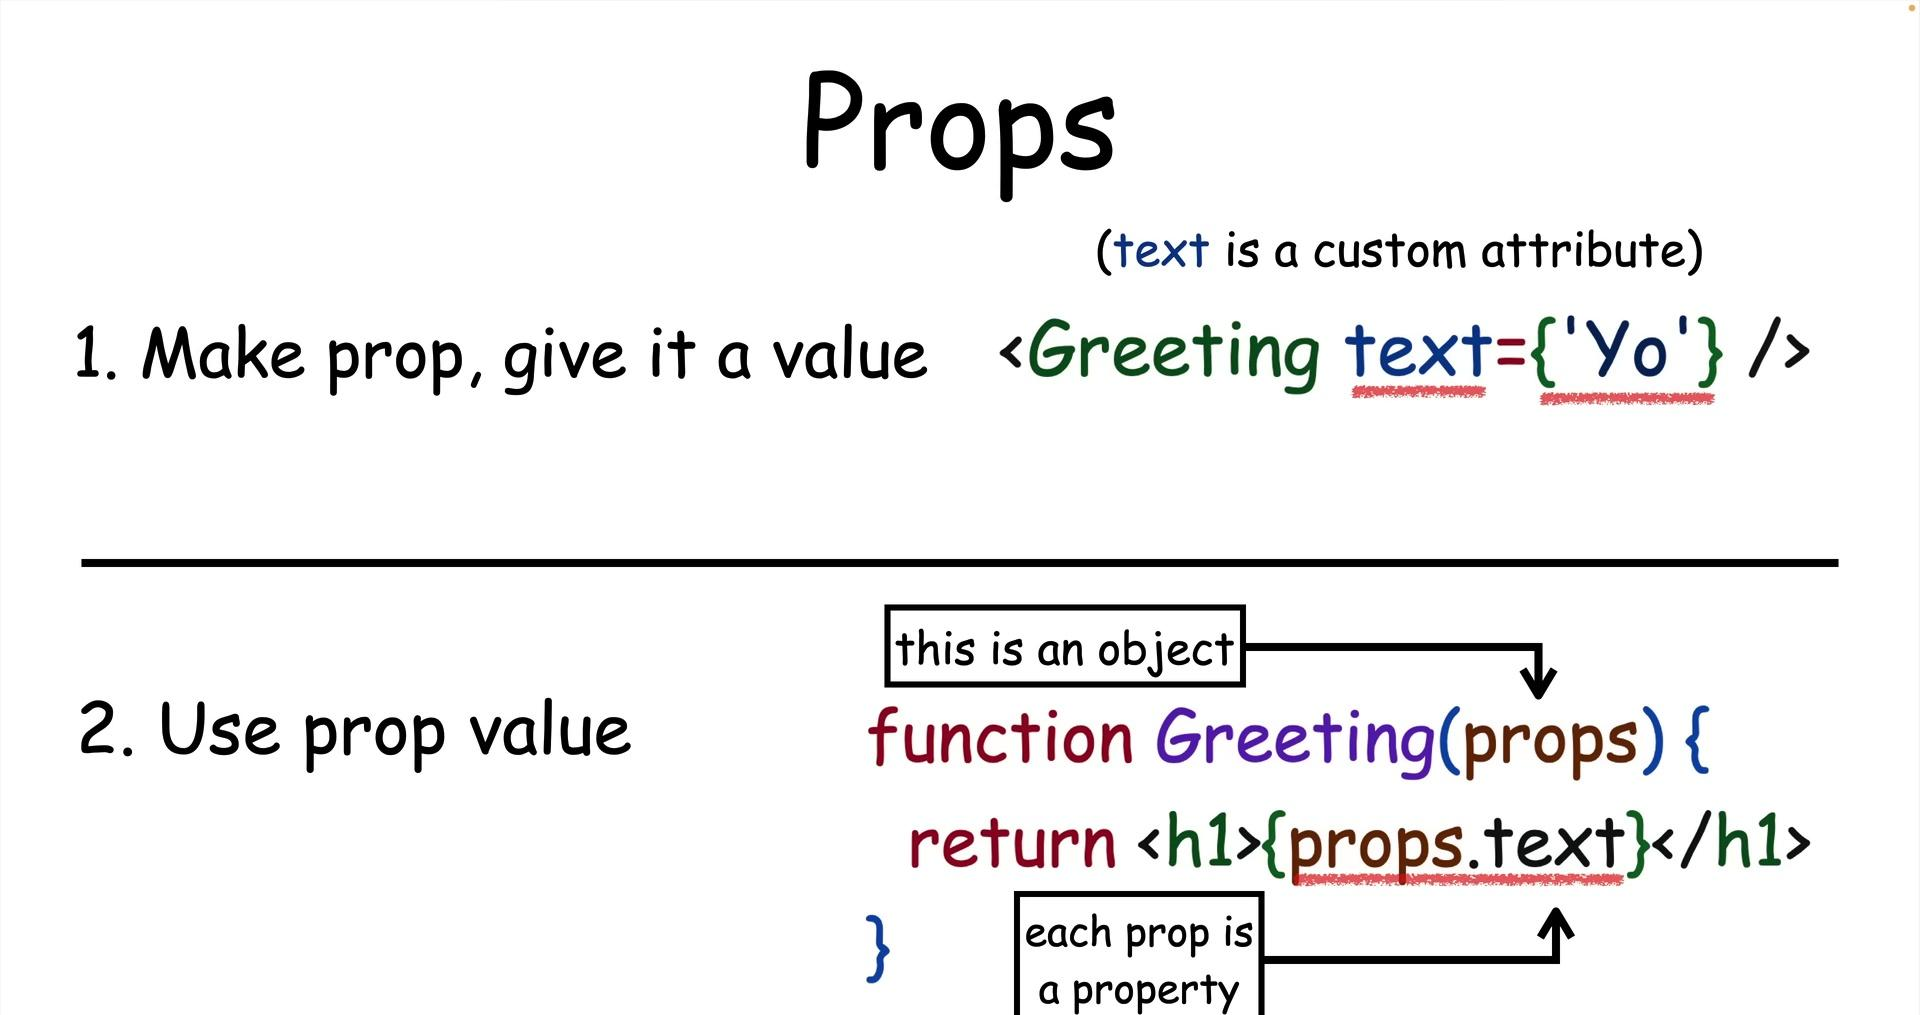 Props
(text is a custom attribute)
1. Make prop, give it a value <Greeting text={'Yo'} />
this is an object
2. Use prop value function Greeting(props) {
return <h1>{props.text}</h1>
}
each prop is
a property